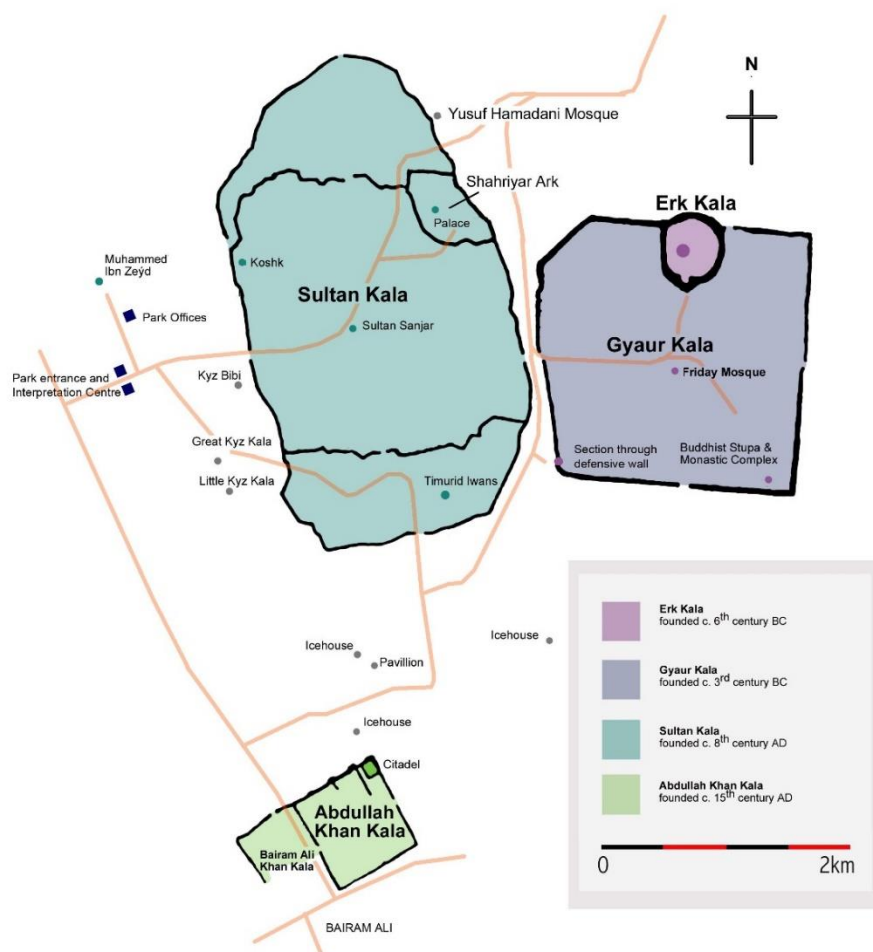 N
Yusuf Hamadani Mosque
Shahriyar Ark
Palace
Erk Kala
Muhammed
Ibn Zeýd
Koshk
Sultan Kala
Park Offices
Sultan Sanjar
Gyaur Kala
Park entrance and
Interpretation Centre
Kyz Bibi
Friday Mosque
Great Kyz Kala
Section through
defensive wall
Buddhist Stupa &
Monastic Complex
Little Kyz Kala
Timurid Iwans
Icehouse
Pavillion
Icehouse
Icehouse
Citadel
Abdullah
Khan Kala
Bairam Ali
Khan Kala
BAIRAM ALI
Erk Kala
founded c. 6th century BC
Gyaur Kala
founded c. 3rd century BC
Sultan Kala
founded c. 8th century AD
Abdullah Khan Kala
founded c. 15th century AD
0 2km